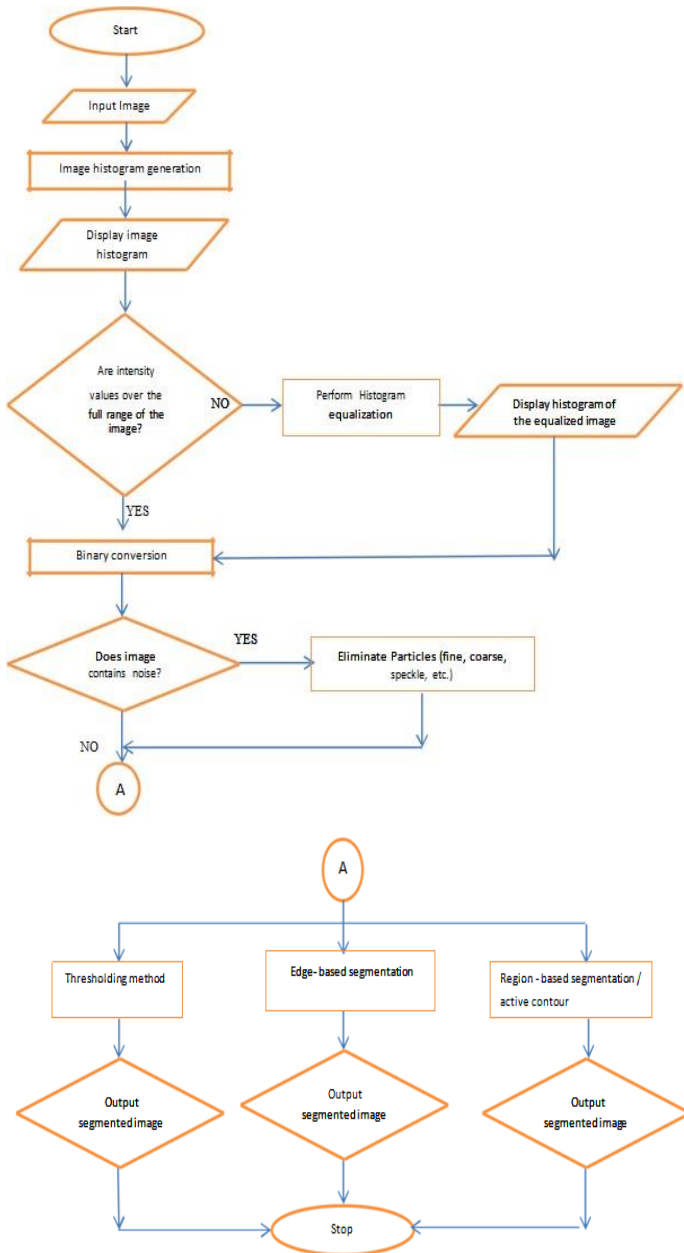 Start
Input Image
Image histogram generation
Display image
histogram
Are intensity
values over the
full range of the
image?
NO
Perform Histogram
equalization
Display histogram of
the equalized image
YES
Binary conversion
Does image
contains noise?
YES
Eliminate Particles (fine, coarse,
speckle, etc.)
NO
A
A
Thresholding method
Edge- based segmentation
Region - based segmentation /
active contour
Output
segmented image
Output
segmented image
Output
segmented image
Stop